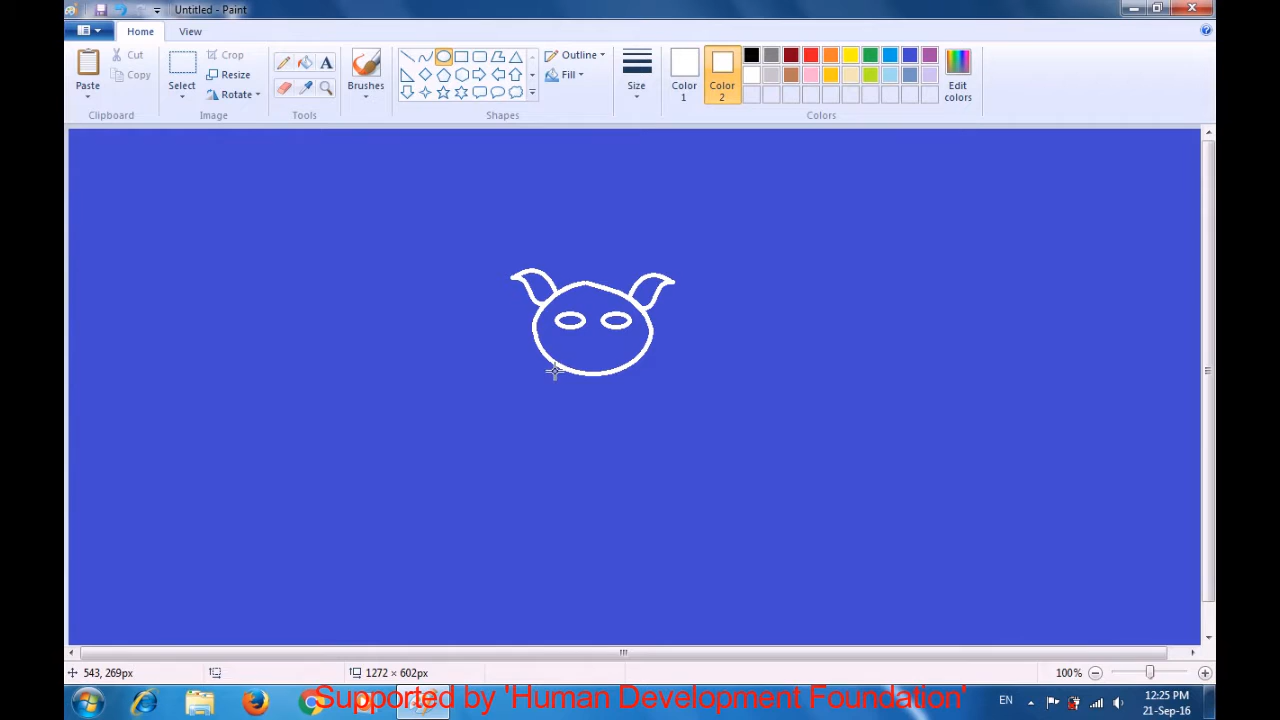 Untitled - Paint
Home
View
Paste
Cut
Copy
Clipboard
Select
Crop
Resize
Rotate
Image
A
Tools
Brushes
Outline
Fill
Shapes
Size
Color 1
Color 2
Edit colors
Colors
543, 269px
1272 × 602px
100%
EN
12:25 PM
21-Sep-16
Supported by 'Human Development Foundation'